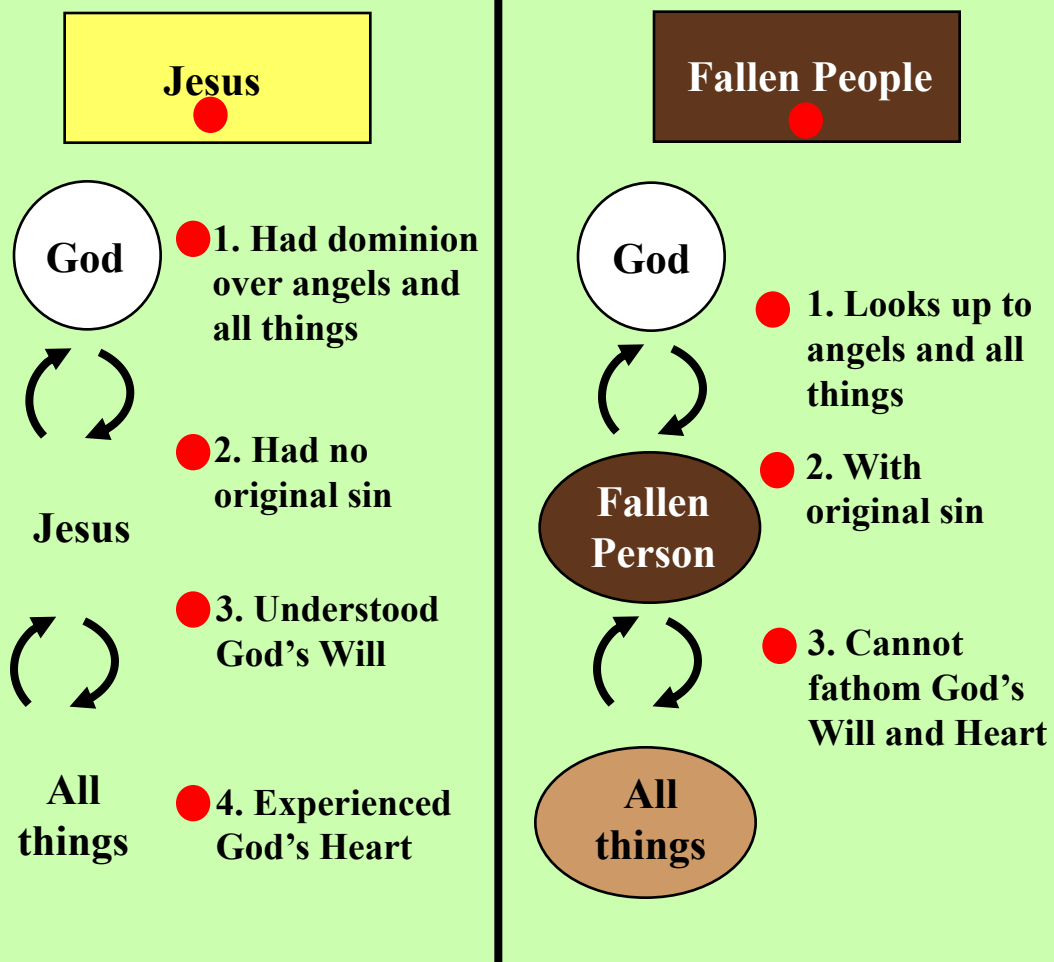 Jesus
God
1. Had dominion
over angels and
all things
2. Had no
original sin
Jesus
3. Understood
God’s Will
All
things
4. Experienced
God’s Heart
Fallen People
God
1. Looks up to
angels and all
things
2. With
original sin
Fallen
Person
3. Cannot
fathom God’s
Will and Heart
All
things